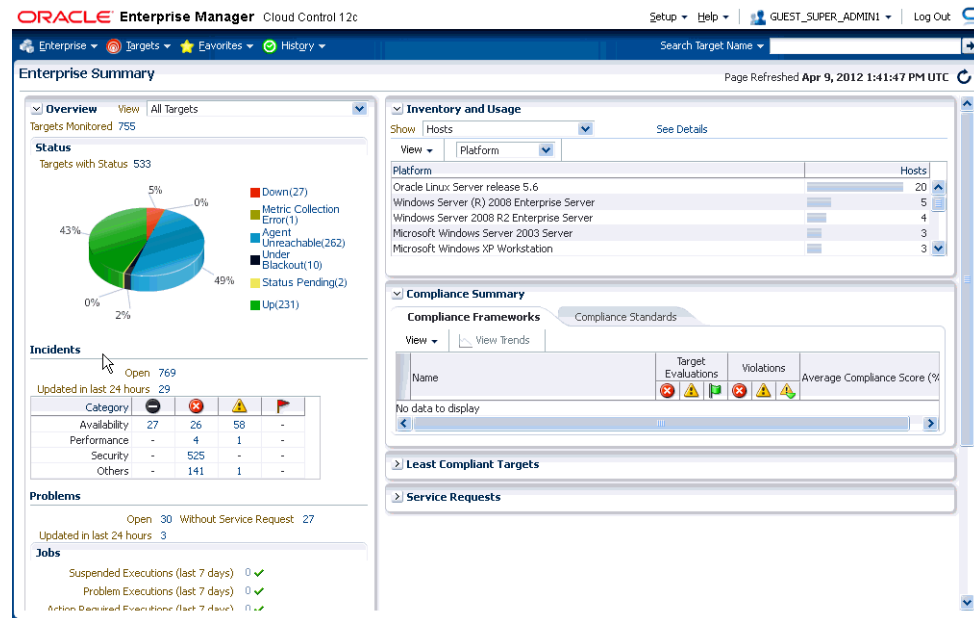 ORACLE Enterprise Manager Cloud Control 12c
Setup Help GUEST_SUPER_ADMIN1 Log Out
Enterprise Targets Favorites History Search Target Name
Enterprise Summary
Page Refreshed Apr 9, 2012 1:41:47 PM UTC
Overview View All Targets
Targets Monitored 755
Status
Targets with Status 533
5%
0%
43%
49%
0%
2%
Down(27)
Metric Collection
Error(1)
Agent
Unreachable(262)
Under
Blackout(10)
Status Pending(2)
Up(231)
Incidents
Open 769
Updated in last 24 hours 29
Category
Availability 27 26 58 -
Performance - 4 1 -
Security - 525 - -
Others - 141 1 -
Problems
Open 30 Without Service Request 27
Updated in last 24 hours 3
Jobs
Suspended Executions (last 7 days) 0
Problem Executions (last 7 days) 0
Action Required Executions (last 7 days) 0
Inventory and Usage
Show Hosts See Details
View Platform
Platform Hosts
Oracle Linux Server release 5.6 20
Windows Server (R) 2008 Enterprise Server 5
Windows Server 2008 R2 Enterprise Server 4
Microsoft Windows Server 2003 Server 3
Microsoft Windows XP Workstation 3
Compliance Summary
Compliance Frameworks Compliance Standards
View View Trends
Name
Target
Evaluations
Violations
Average Compliance Score (%
No data to display
Least Compliant Targets
Service Requests